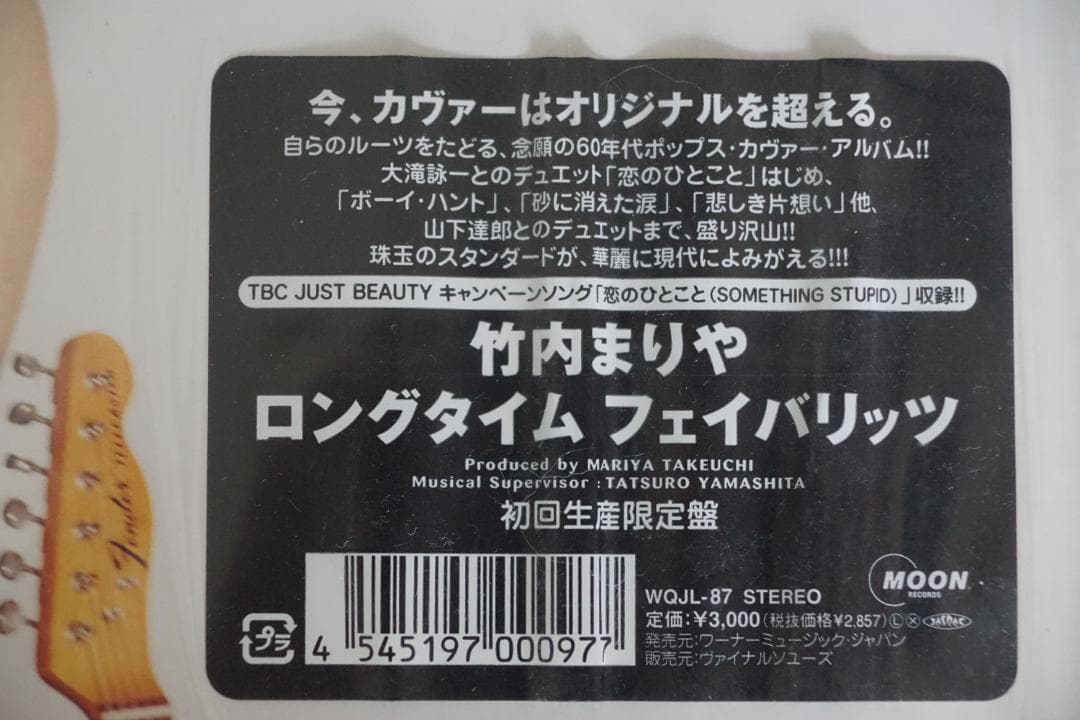 今、カヴァーはオリジナルを超える。
自らのルーツをたどる、念願の60年代ポップス・カヴァー・アルバム!!
大滝詠一とのデュエット「恋のひとこと」はじめ、
「ボーイ・ハント」、「砂に消えた涙」、「悲しき片想い」他、
山下達郎とのデュエットまで、盛り沢山!!
珠玉のスタンダードが、華麗に現代によみがえる!!!
TBC JUST BEAUTY キャンペーンソング「恋のひとこと(SOMETHING STUPID)」収録!!
竹内まりや
ロングタイム フェイバリッツ
Produced by MARIYA TAKEUCHI
Musical Supervisor : TATSURO YAMASHITA
初回生産限定盤
プラ
4 545197 000977
WQJL-87 STEREO
定価:¥3,000(税抜価格¥2,857)Ⓛ Ⓧ JASRAC
発売元:ワーナーミュージック・ジャパン
販売元:ヴァイナルソユーズ
MOON
RECORDS
Fender